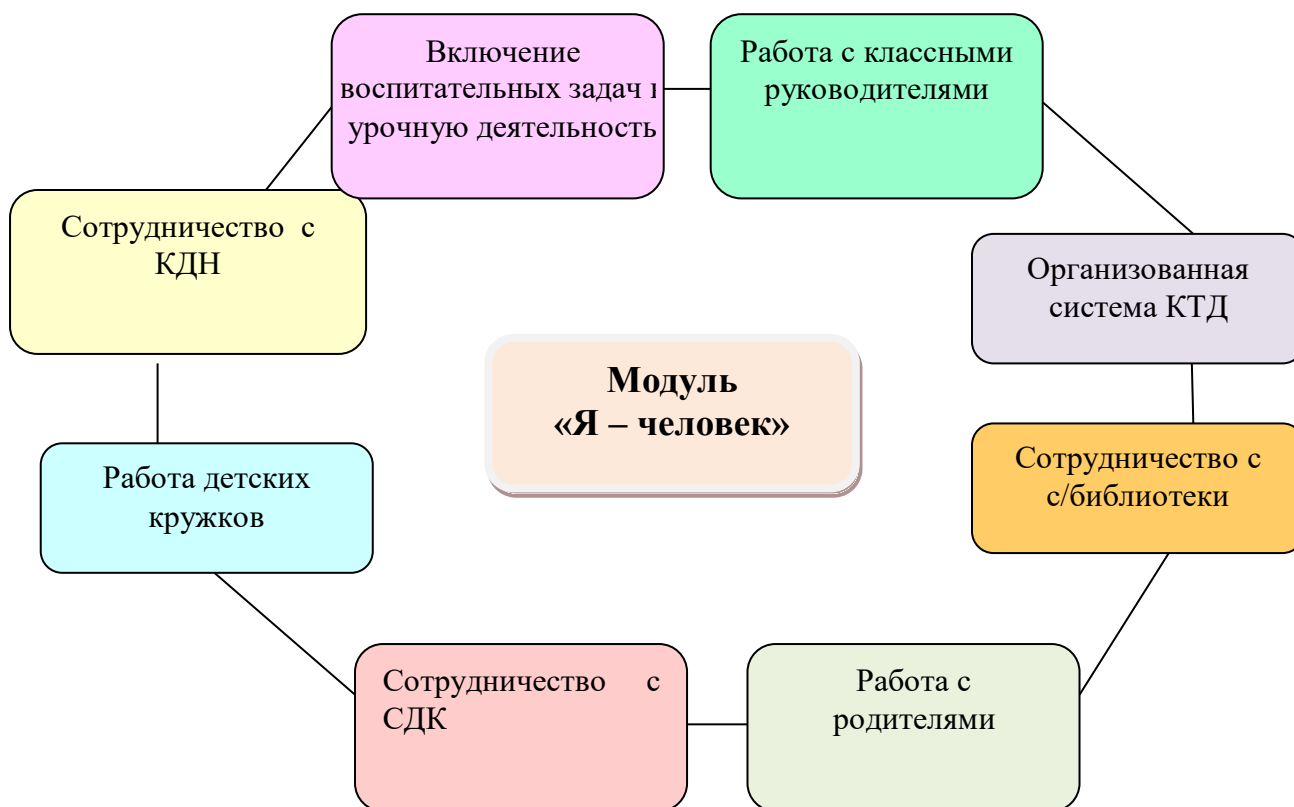 Включение
воспитательных задач
урочную деятельность
Работа с классными
руководителями
Сотрудничество с
КДН
Организованная
система КТД
Модуль
«Я – человек»
Работа детских
кружков
Сотрудничество с
с/библиотеки
Сотрудничество с
СДК
Работа с
родителями